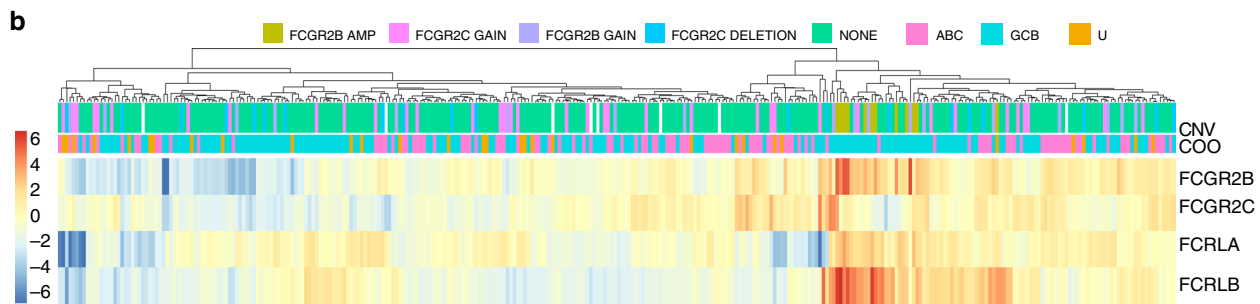 b
FCGR2B AMP FCGR2C GAIN FCGR2B GAIN FCGR2C DELETION NONE ABC GCB U
CNV
COO
6
4
2
0
−2
−4
−6
FCGR2B
FCGR2C
FCRLA
FCRLB